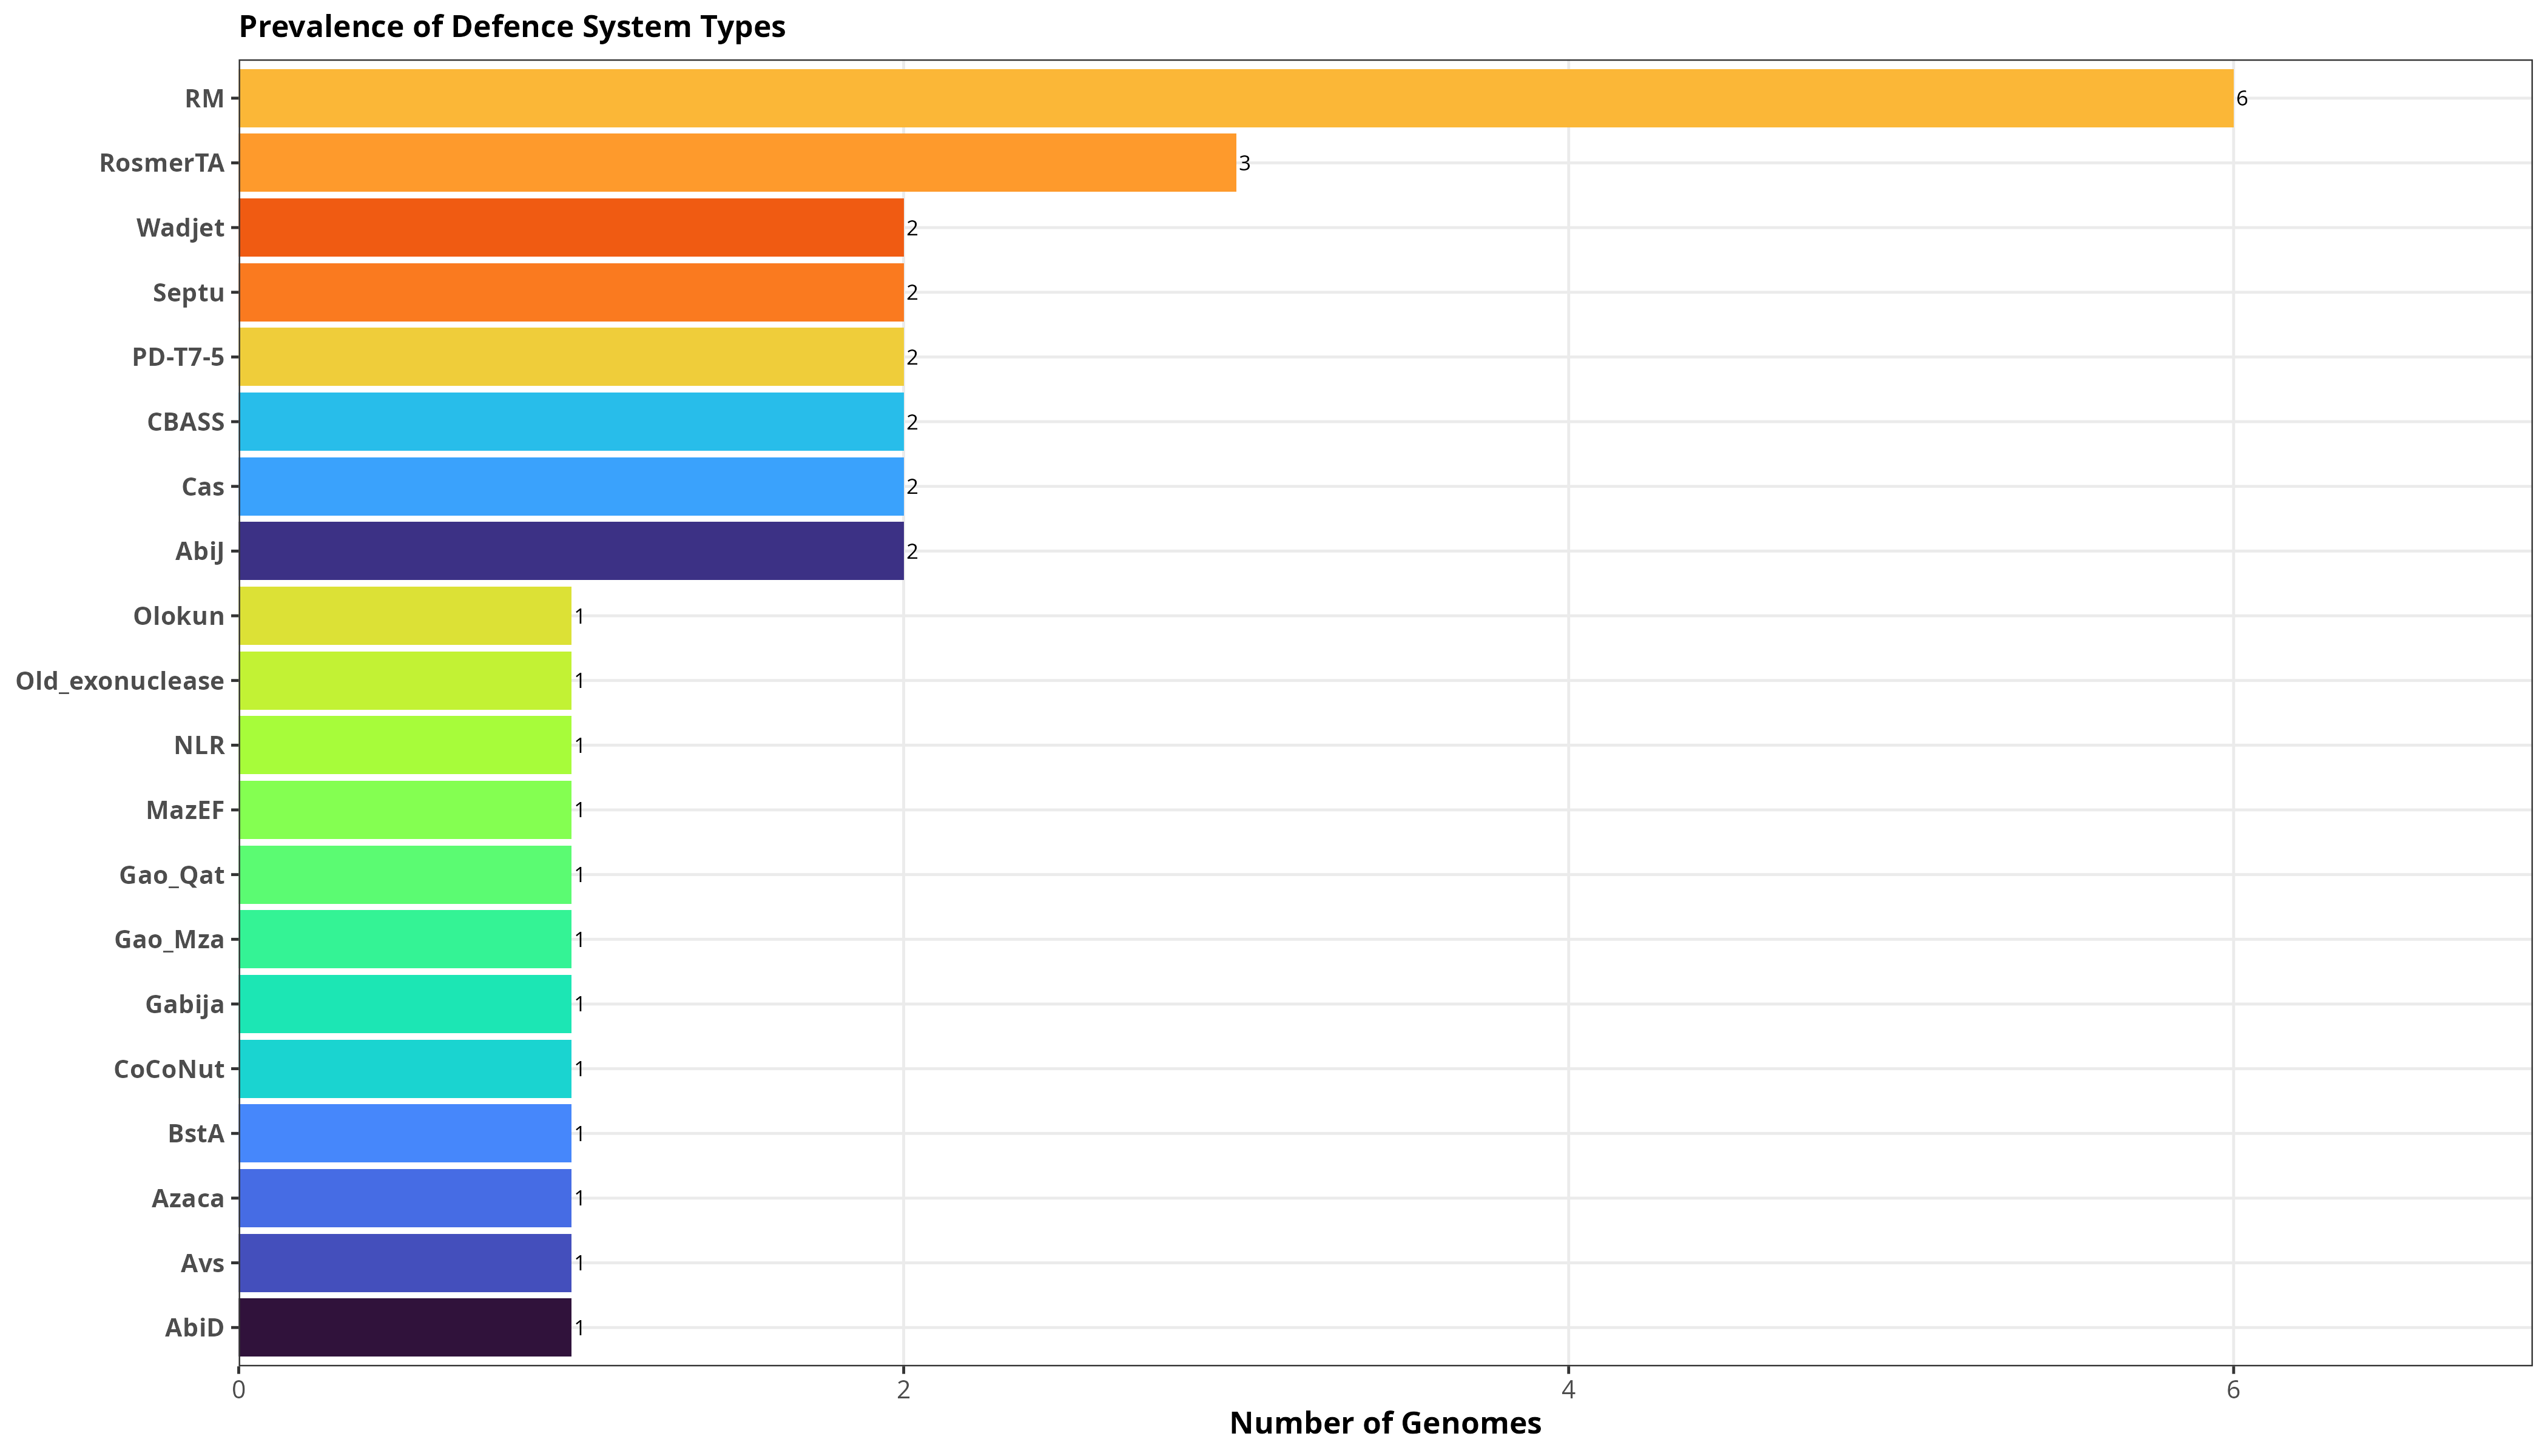 Prevalence of Defence System Types
RM 6
RosmerTA 3
Wadjet 2
Septu 2
PD-T7-5 2
CBASS 2
Cas 2
AbiJ 2
Olokun 1
Old_exonuclease 1
NLR 1
MazEF 1
Gao_Qat 1
Gao_Mza 1
Gabija 1
CoCoNut 1
BstA 1
Azaca 1
Avs 1
AbiD 1
0 2 4 6
Number of Genomes